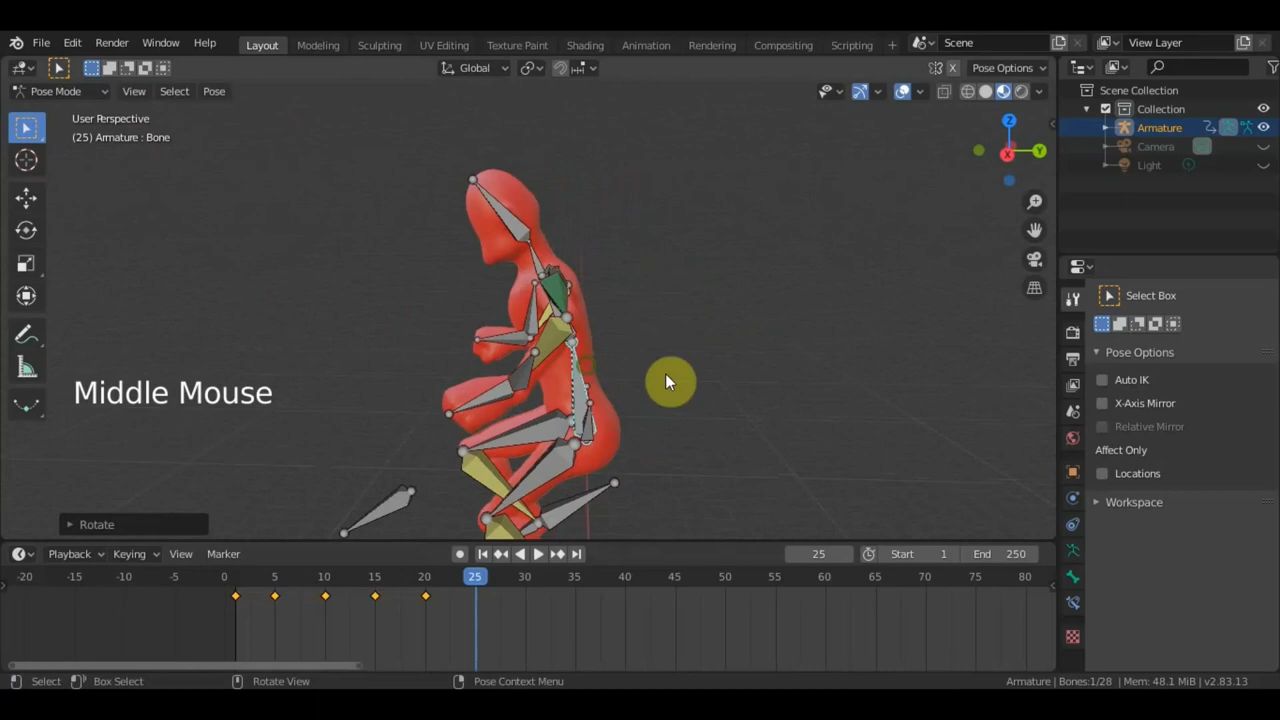 File Edit Render Window Help Layout Modeling Sculpting UV Editing Texture Paint Shading Animation Rendering Compositing Scripting + Scene View Layer
Global X Pose Options
Pose Mode View Select Pose
User Perspective
(25) Armature : Bone
Z
Y
X
Middle Mouse
Rotate
Scene Collection
Collection
Armature
Camera
Light
Select Box
Pose Options
Auto IK
X-Axis Mirror
Relative Mirror
Affect Only
Locations
Workspace
Playback Keying View Marker 25 Start 1 End 250
-20 -15 -10 -5 0 5 10 15 20 25 30 35 40 45 50 55 60 65 70 75 80
Select Box Select Rotate View Pose Context Menu Armature | Bones:1/28 | Mem: 48.1 MiB | v2.83.13